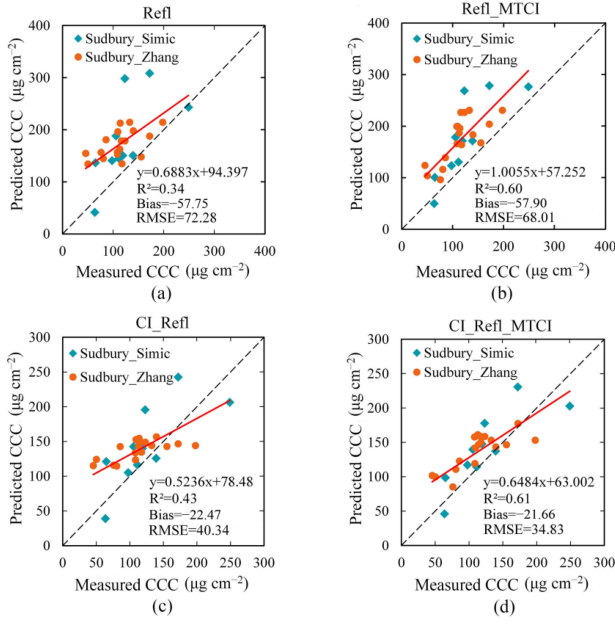 Refl
(a)
Sudbury_Simic
Sudbury_Zhang
400
300
200
100
0
Predicted CCC (μg cm⁻²)
y=0.6883x+94.397
R²=0.34
Bias=−57.75
RMSE=72.28
0 100 200 300 400
Measured CCC (μg cm⁻²)
(a)
Refl_MTCI
(b)
Sudbury_Simic
Sudbury_Zhang
400
300
200
100
0
Predicted CCC (μg cm⁻²)
y=1.0055x+57.252
R²=0.60
Bias=−57.90
RMSE=68.01
0 100 200 300 400
Measured CCC (μg cm⁻²)
(b)
CI_Refl
Sudbury_Simic
Sudbury_Zhang
300
250
200
150
100
50
0
Predicted CCC (μg cm⁻²)
y=0.5236x+78.48
R²=0.43
Bias=−22.47
RMSE=40.34
0 50 100 150 200 250 300
Measured CCC (μg cm⁻²)
(c)
CI_Refl_MTCI
Sudbury_Simic
Sudbury_Zhang
300
250
200
150
100
50
0
Predicted CCC (μg cm⁻²)
y=0.6484x+63.002
R²=0.61
Bias=−21.66
RMSE=34.83
0 50 100 150 200 250 300
Measured CCC (μg cm⁻²)
(d)